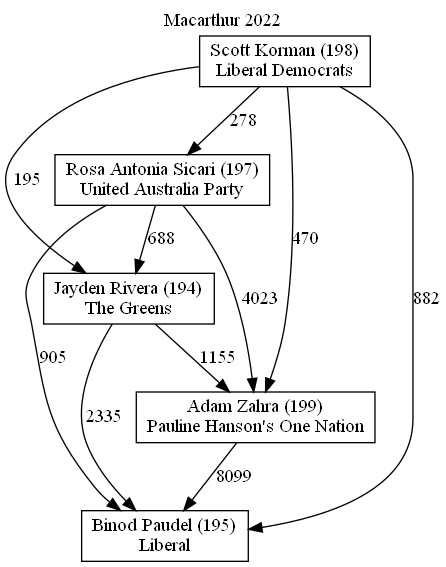 Macarthur 2022
Scott Korman (198)
Liberal Democrats
278
Rosa Antonia Sicari (197)
United Australia Party
195
688
470
Jayden Rivera (194)
The Greens
4023
882
905
1155
Adam Zahra (199)
Pauline Hanson's One Nation
2335
8099
Binod Paudel (195)
Liberal